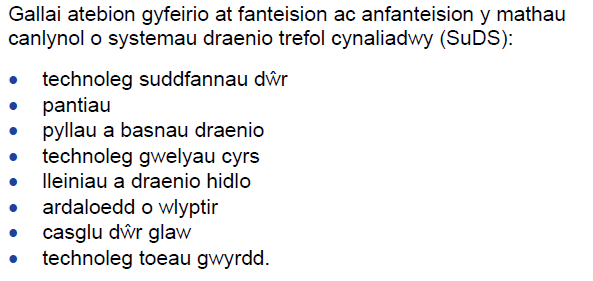 Gallai atebion gyfeirio at fanteision ac anfanteision y mathau
canlynol o systemau draenio trefol cynaliadwy (SuDS):
• technoleg suddfannau dŵr
• pantiau
• pyllau a basnau draenio
• technoleg gwelyau cyrs
• lleiniau a draenio hidlo
• ardaloedd o wlyptir
• casglu dŵr glaw
• technoleg toeau gwyrdd.